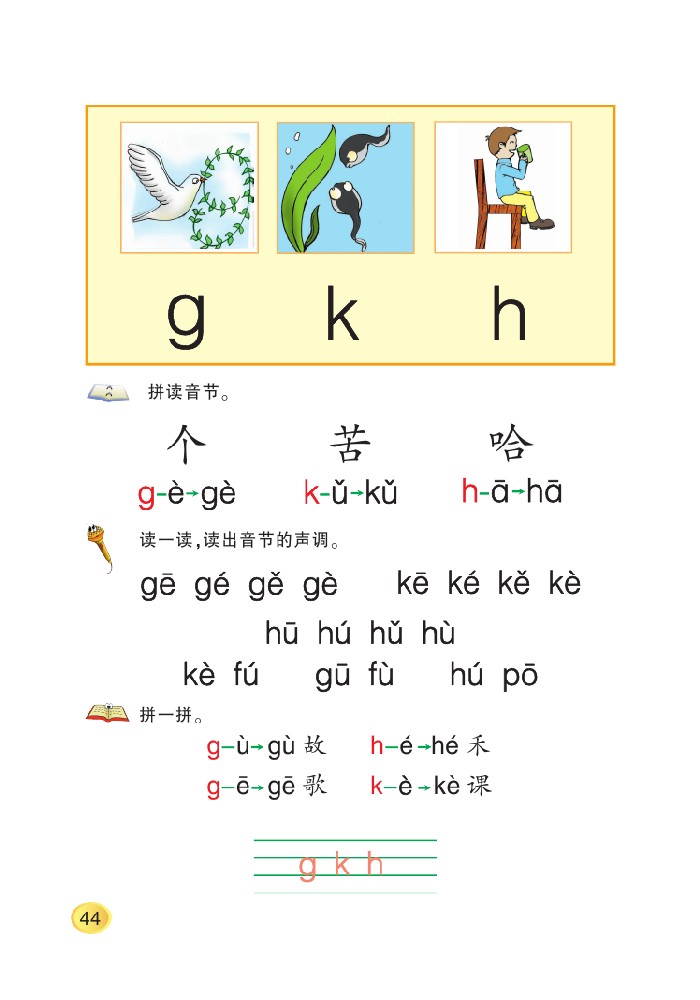 g k h
拼读音节。
个 苦 哈
g-è→gè k-ǔ→kǔ h-ā→hā
读一读,读出音节的声调。
gē gé gě gè kē ké kě kè
hū hú hǔ hù
kè fú gū fù hú pō
拼一拼。
g-ù→gù 故 h-é→hé 禾
g-ē→gē 歌 k-è→kè 课
g k h
44